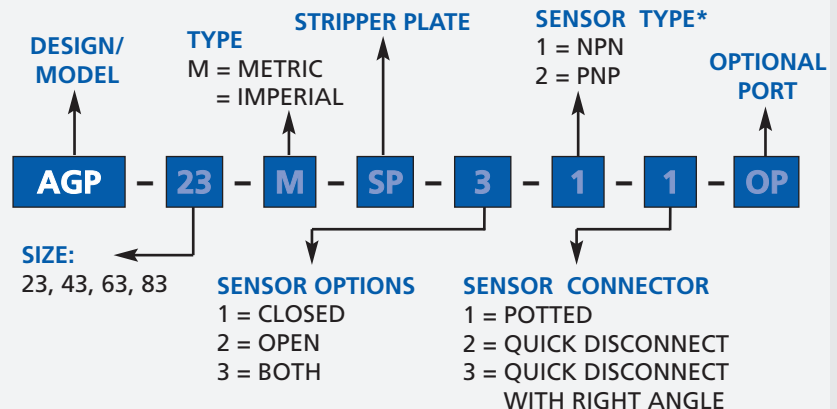 DESIGN/
MODEL
TYPE
M = METRIC
= IMPERIAL
STRIPPER PLATE
SENSOR TYPE*
1 = NPN
2 = PNP
OPTIONAL
PORT
AGP - 23 - M - SP - 3 - 1 - 1 - OP
SIZE:
23, 43, 63, 83
SENSOR OPTIONS
1 = CLOSED
2 = OPEN
3 = BOTH
SENSOR CONNECTOR
1 = POTTED
2 = QUICK DISCONNECT
3 = QUICK DISCONNECT
WITH RIGHT ANGLE